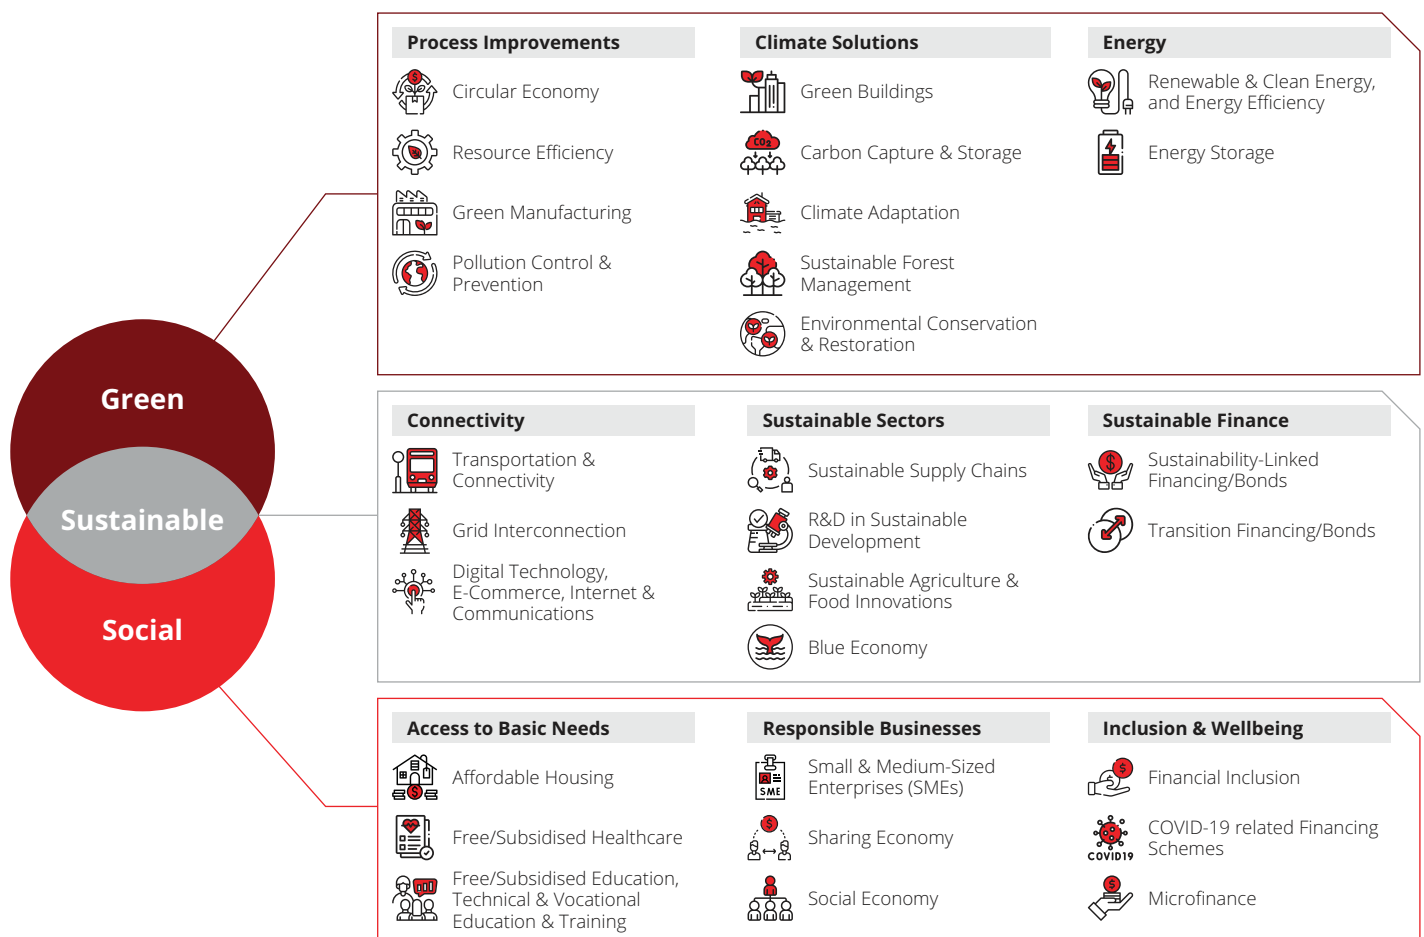 Green
Sustainable
Social
Process Improvements
Circular Economy
Resource Efficiency
Green Manufacturing
Pollution Control &
Prevention
Climate Solutions
Green Buildings
CO2
Carbon Capture & Storage
Climate Adaptation
Sustainable Forest
Management
Environmental Conservation
& Restoration
Energy
Renewable & Clean Energy,
and Energy Efficiency
Energy Storage
Connectivity
Transportation &
Connectivity
Grid Interconnection
Digital Technology,
E-Commerce, Internet &
Communications
Sustainable Sectors
Sustainable Supply Chains
R&D in Sustainable
Development
Sustainable Agriculture &
Food Innovations
Blue Economy
Sustainable Finance
$
Sustainability-Linked
Financing/Bonds
Transition Financing/Bonds
Access to Basic Needs
Affordable Housing
Free/Subsidised Healthcare
Free/Subsidised Education,
Technical & Vocational
Education & Training
Responsible Businesses
SME
Small & Medium-Sized
Enterprises (SMEs)
Sharing Economy
Social Economy
Inclusion & Wellbeing
Financial Inclusion
COVID19
COVID-19 related Financing
Schemes
Microfinance